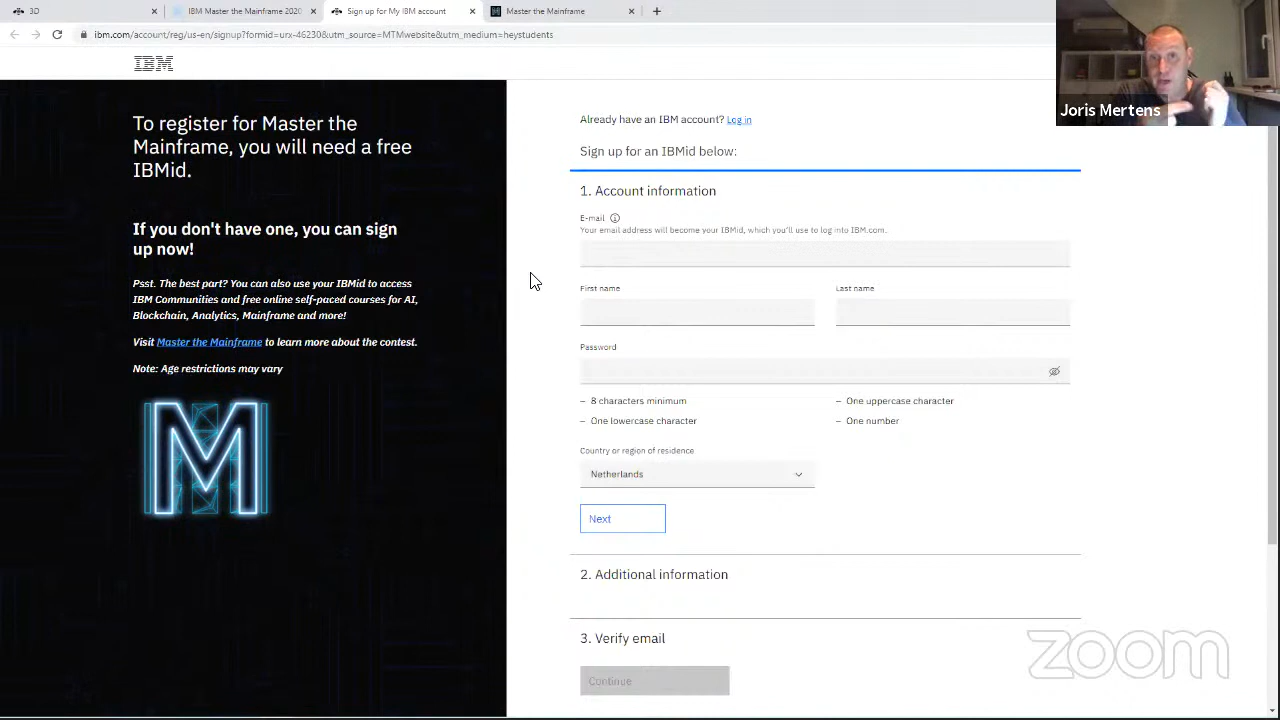 3D
IBM Master the Mainframe 2020
Sign up for My IBM account
Master the Mainframe
ibm.com/account/reg/us-en/signup?formid=urx-46230&utm_source=MTMwebsite&utm_medium=heystudents
IBM
Joris Mertens
To register for Master the
Mainframe, you will need a free
IBMid.
If you don't have one, you can sign
up now!
Psst. The best part? You can also use your IBMid to access
IBM Communities and free online self-paced courses for AI,
Blockchain, Analytics, Mainframe and more!
Visit Master the Mainframe to learn more about the contest.
Note: Age restrictions may vary
M
Already have an IBM account? Log in
Sign up for an IBMid below:
1. Account information
E-mail
Your email address will become your IBMid, which you'll use to log into IBM.com.
First name
Last name
Password
– 8 characters minimum
– One uppercase character
– One lowercase character
– One number
Country or region of residence
Netherlands
Next
2. Additional information
3. Verify email
Continue
zoom